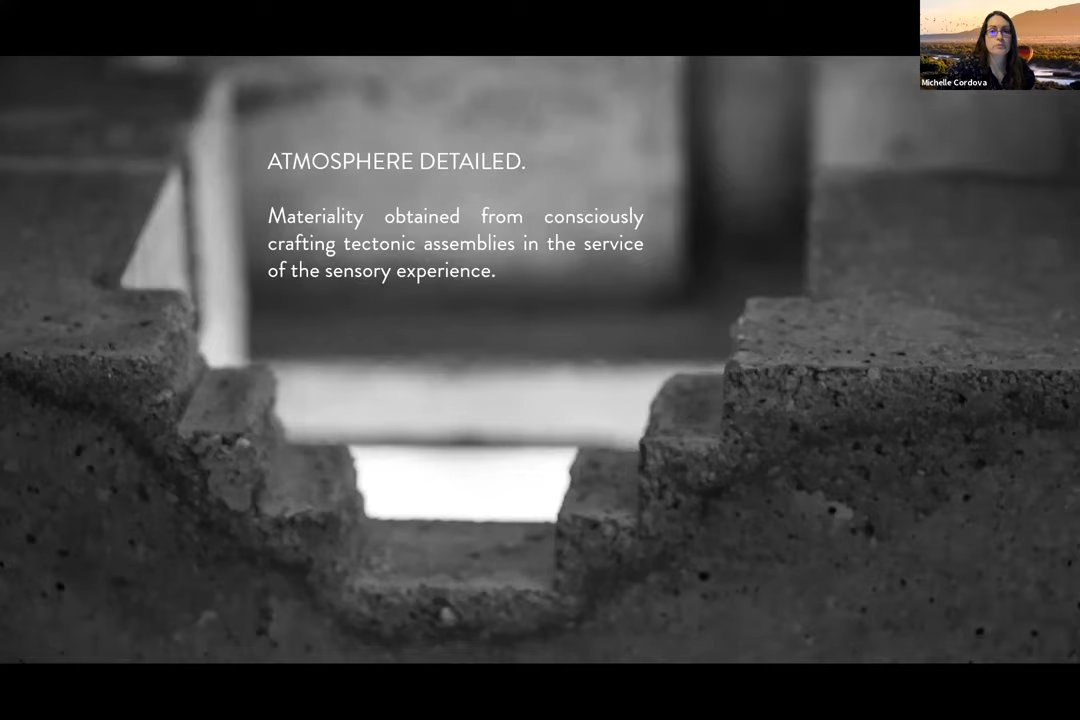 Michelle Cordova
ATMOSPHERE DETAILED.
Materiality obtained from consciously
crafting tectonic assemblies in the service
of the sensory experience.